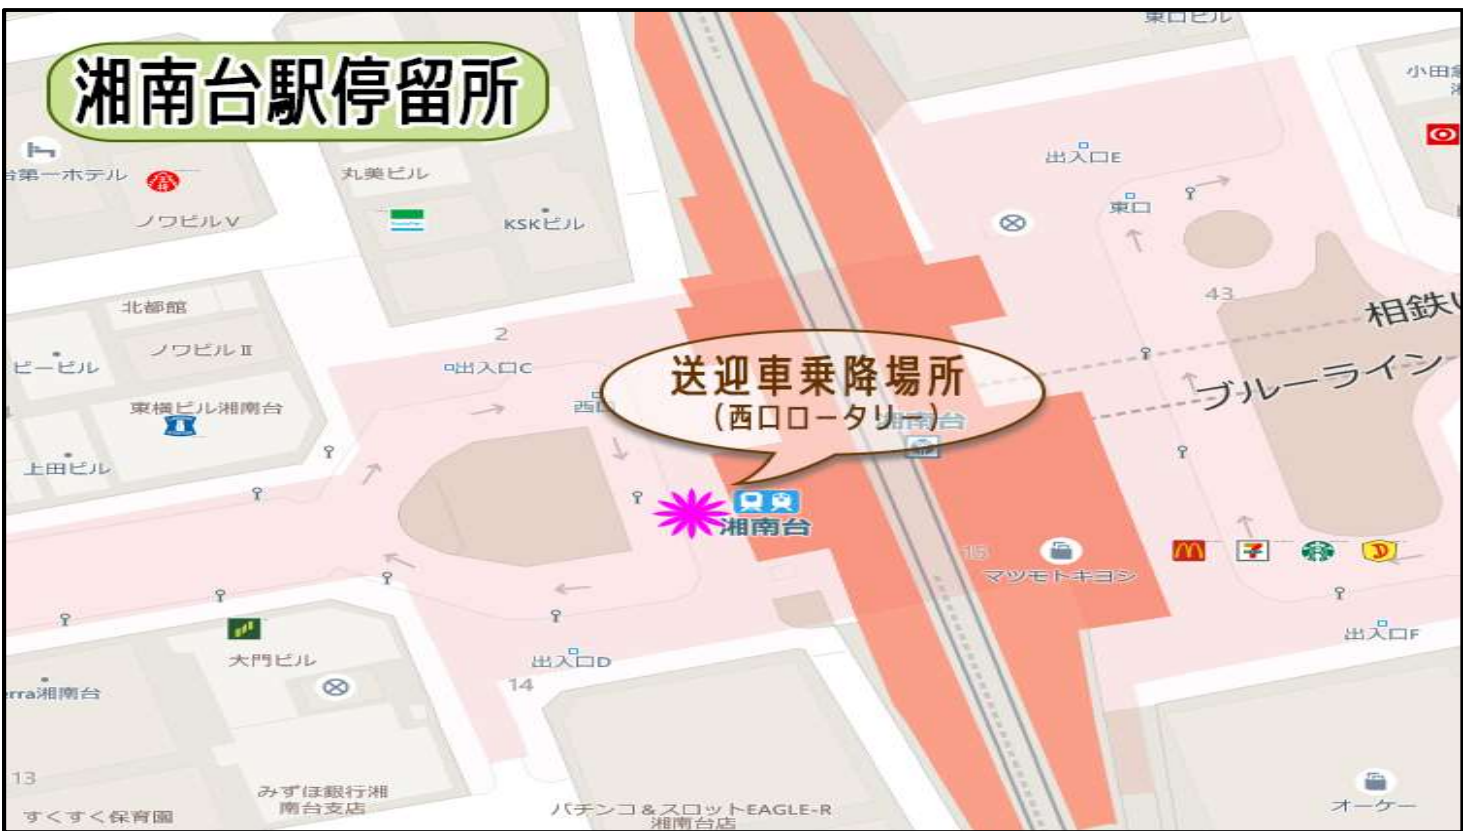 東口ビル
湘南台駅停留所
小田急
出入口E
台第一ホテル
丸美ビル
東口
ノワビルV
KSKビル
43
北都館
相鉄い
2
ノワビルⅡ
ビービル
出入口C
ブルーライン
送迎車乗降場所
(西口ロータリー)
東横ビル湘南台
西口
湘南台
上田ビル
湘南台
15
マツモトキヨシ
出入口F
大門ビル
出入口D
14
rra湘南台
13
みずほ銀行湘
南台支店
すくすく保育園
パチンコ&スロットEAGLE-R
湘南台店
オーケー